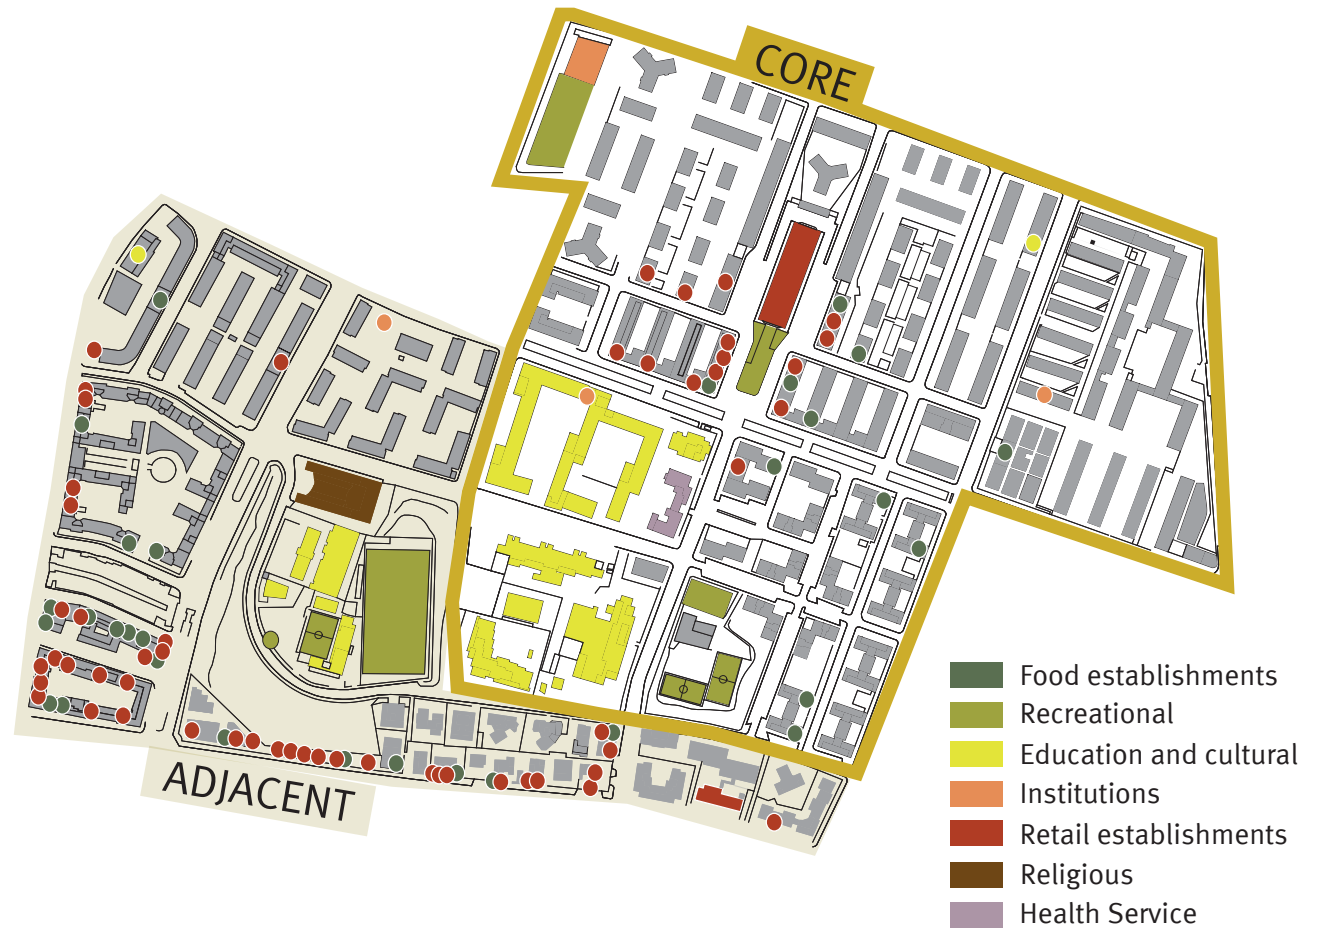 CORE
ADJACENT
Food establishments
Recreational
Education and cultural
Institutions
Retail establishments
Religious
Health Service